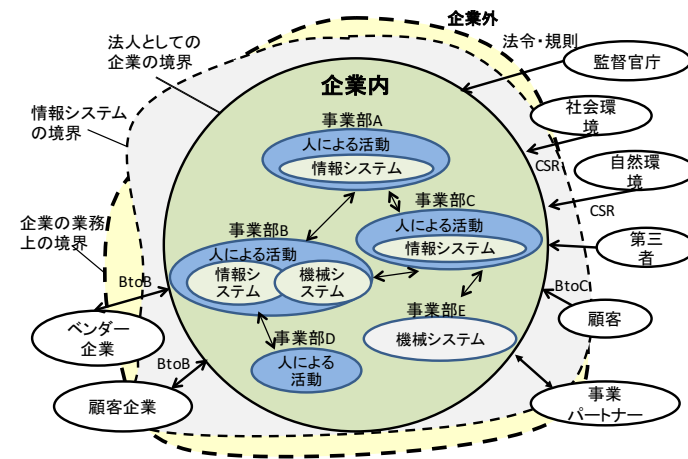 企業外
法人としての
企業の境界
法令・規則
監督官庁
企業内
社会環
境
情報システム
の境界
事業部A
人による活動
情報システム
CSR
自然環
境
CSR
企業の業務
上の境界
事業部B
人による活動
情報シ
ステム
機械シ
ステム
事業部C
人による活動
情報システム
第三
者
BtoB
BtoC
ベンダー
企業
事業部E
機械システム
顧客
事業部D
人による
活動
BtoB
顧客企業
事業
パートナー